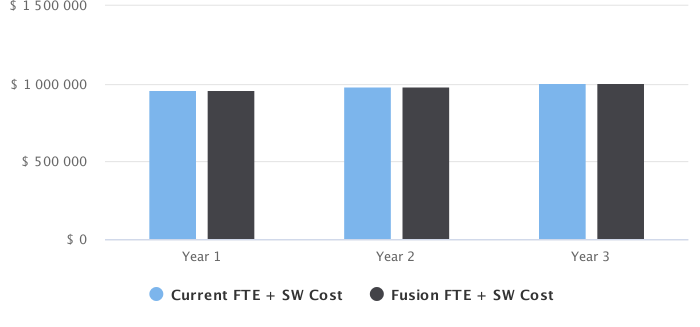 $ 1 500 000
$ 1 000 000
$ 500 000
$ 0
Year 1
Year 2
Year 3
Current FTE + SW Cost
Fusion FTE + SW Cost